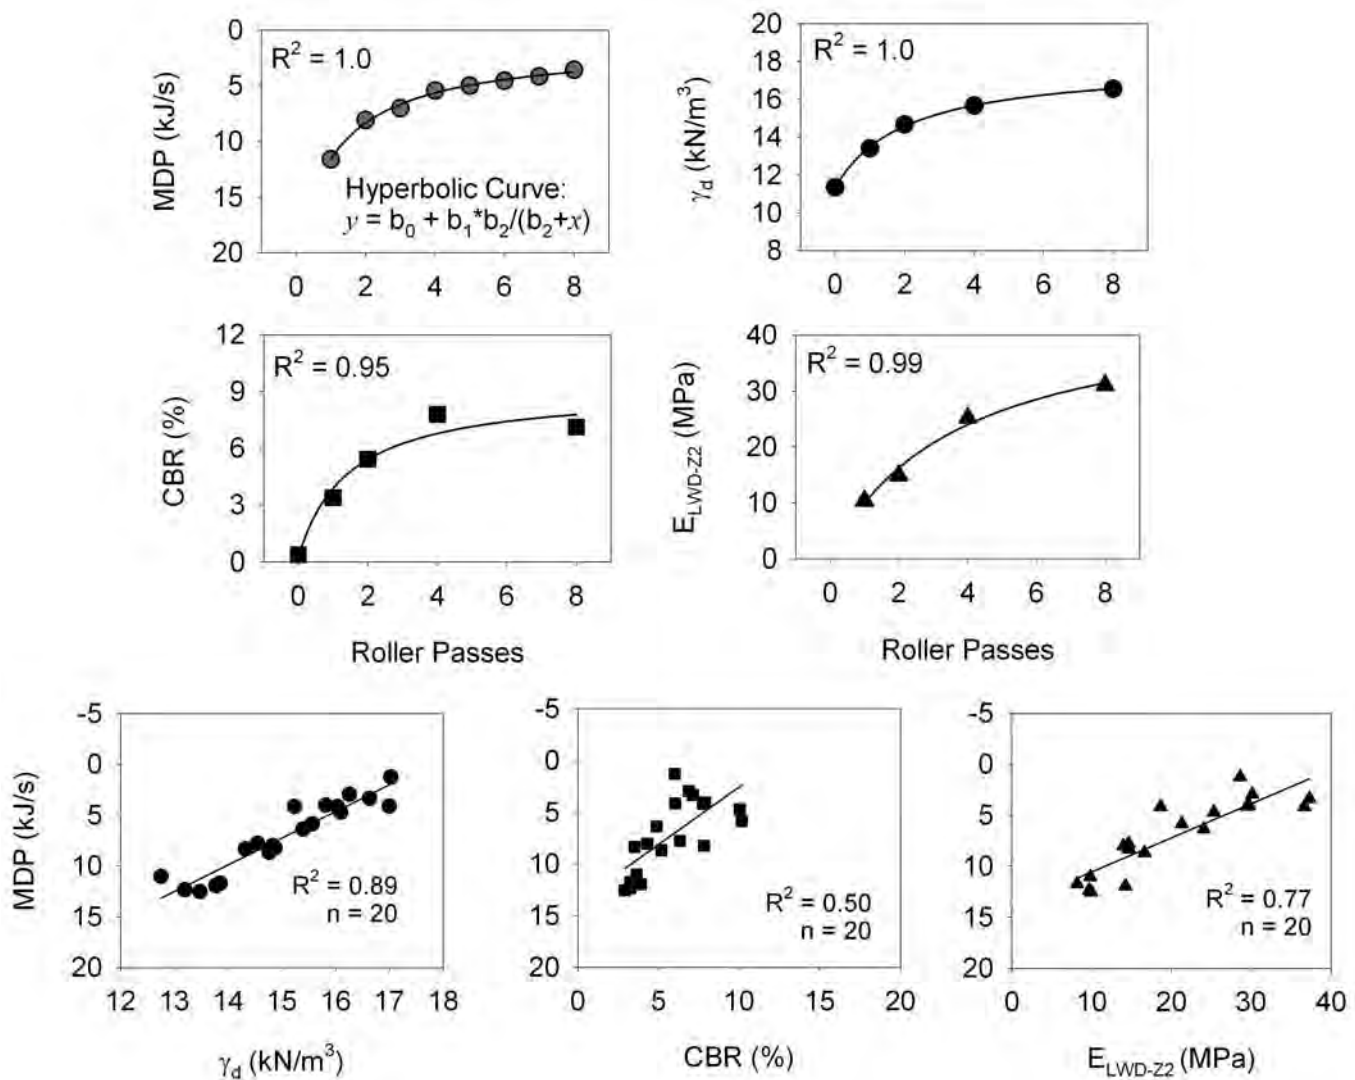 MDP (kJ/s)
0
5
10
15
20
R² = 1.0
Hyperbolic Curve:
y = b₀ + b₁*b₂/(b₂+x)
0 2 4 6 8
γd (kN/m³)
20
18
16
14
12
10
8
R² = 1.0
0 2 4 6 8
CBR (%)
12
9
6
3
0
R² = 0.95
0 2 4 6 8
Roller Passes
E_LWD-Z2 (MPa)
40
30
20
10
0
R² = 0.99
0 2 4 6 8
Roller Passes
MDP (kJ/s)
-5
0
5
10
15
20
R² = 0.89
n = 20
12 13 14 15 16 17 18
γd (kN/m³)
-5
0
5
10
15
20
R² = 0.50
n = 20
0 5 10 15 20
CBR (%)
-5
0
5
10
15
20
R² = 0.77
n = 20
0 10 20 30 40
E_LWD-Z2 (MPa)